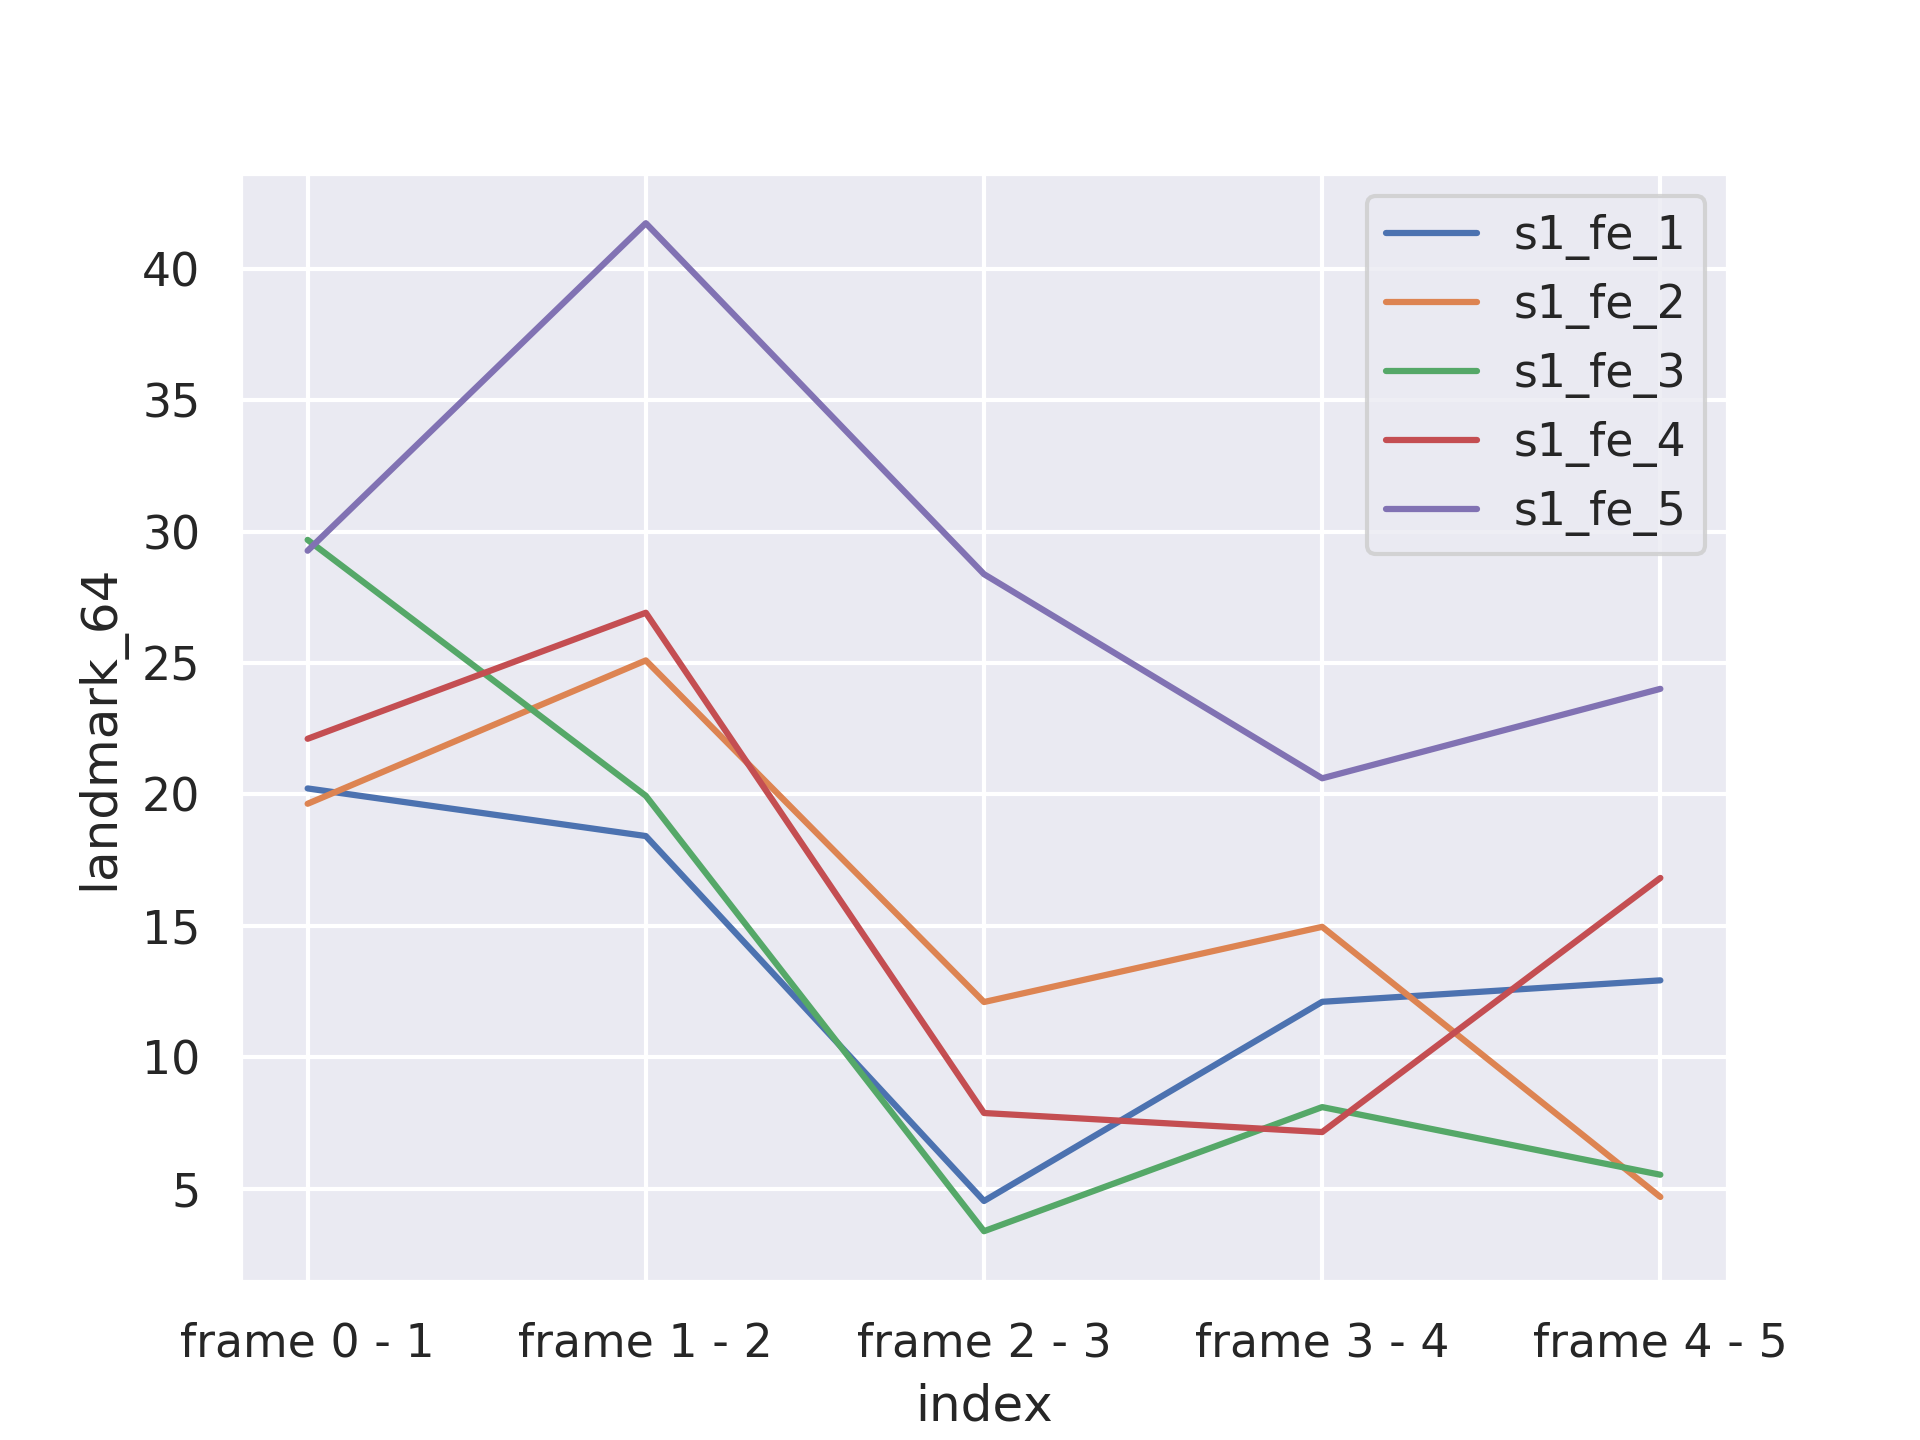 40
35
30
25
20
15
10
5
landmark_64
s1_fe_1
s1_fe_2
s1_fe_3
s1_fe_4
s1_fe_5
frame 0 - 1 frame 1 - 2 frame 2 - 3 frame 3 - 4 frame 4 - 5
index